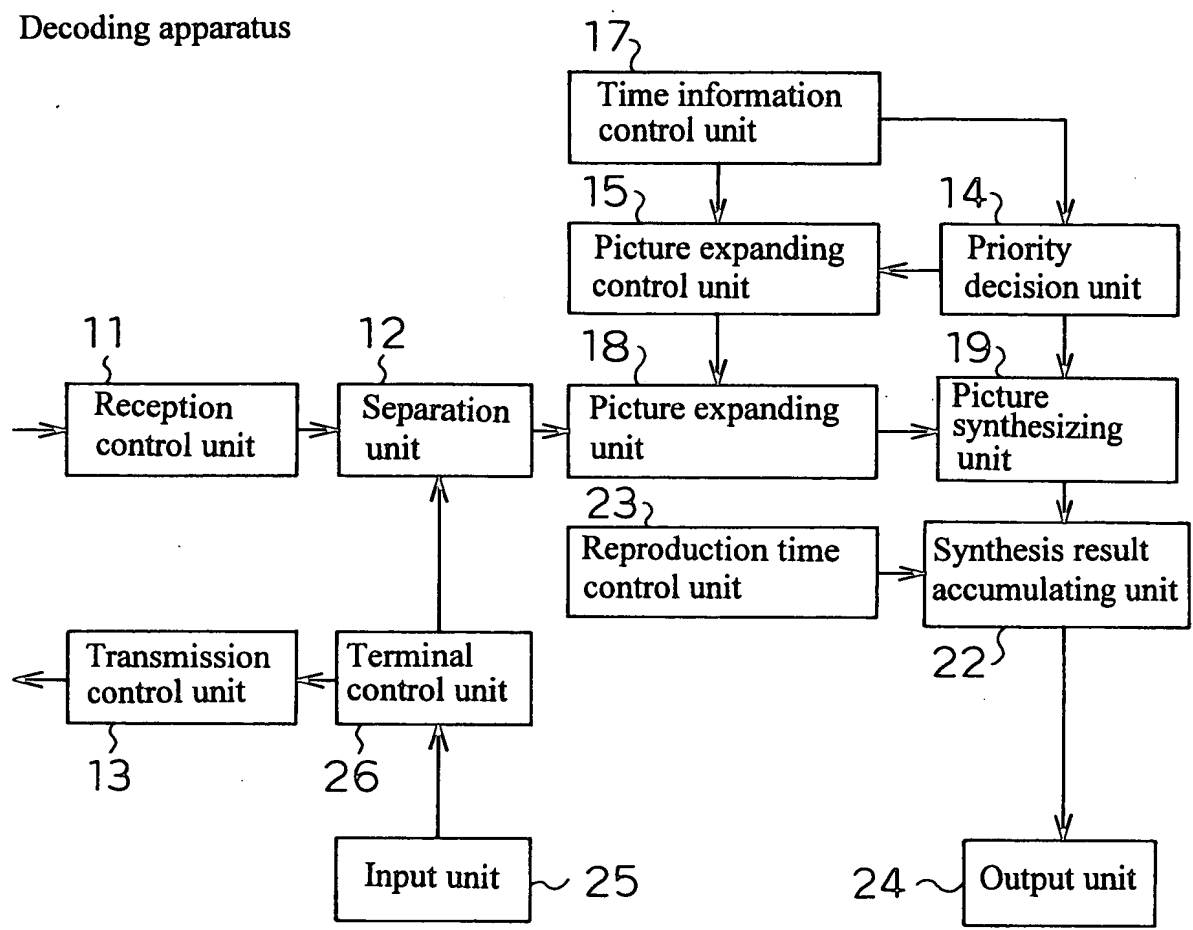 Decoding apparatus
17
Time information
control unit
15
Picture expanding
control unit
14
Priority
decision unit
11
Reception
control unit
12
Separation
unit
18
Picture expanding
unit
19
Picture
synthesizing
unit
23
Reproduction time
control unit
Synthesis result
accumulating unit
22
Transmission
control unit
13
Terminal
control unit
26
Input unit
25
24
Output unit